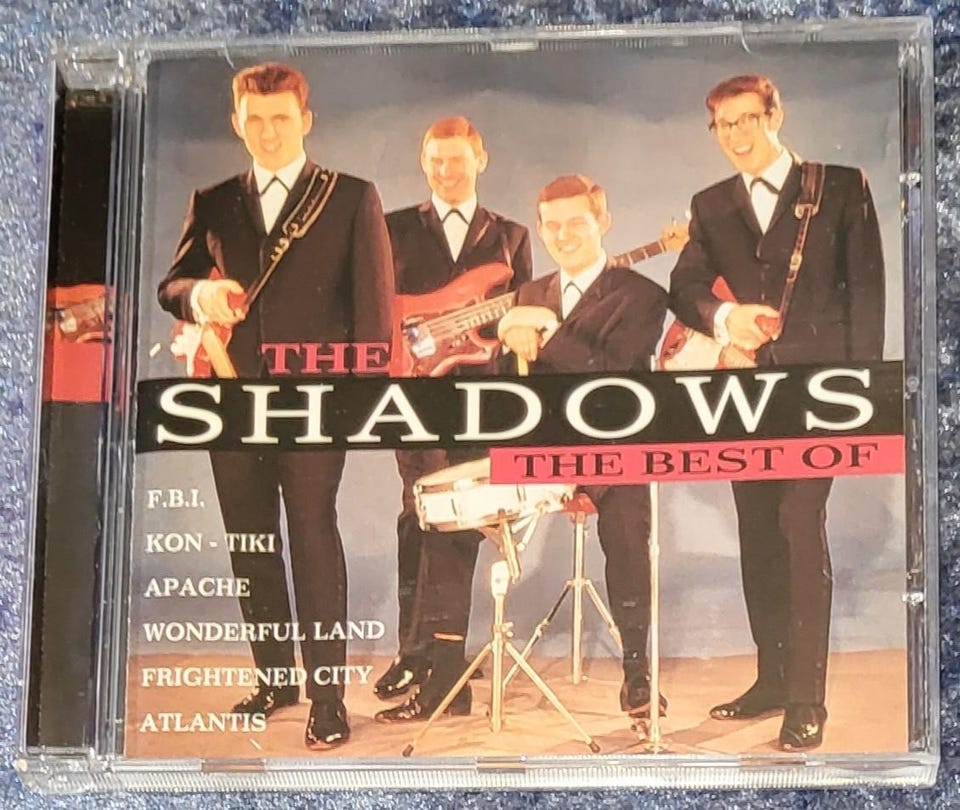 THE
SHADOWS
THE BEST OF
F.B.I.
KON - TIKI
APACHE
WONDERFUL LAND
FRIGHTENED CITY
ATLANTIS